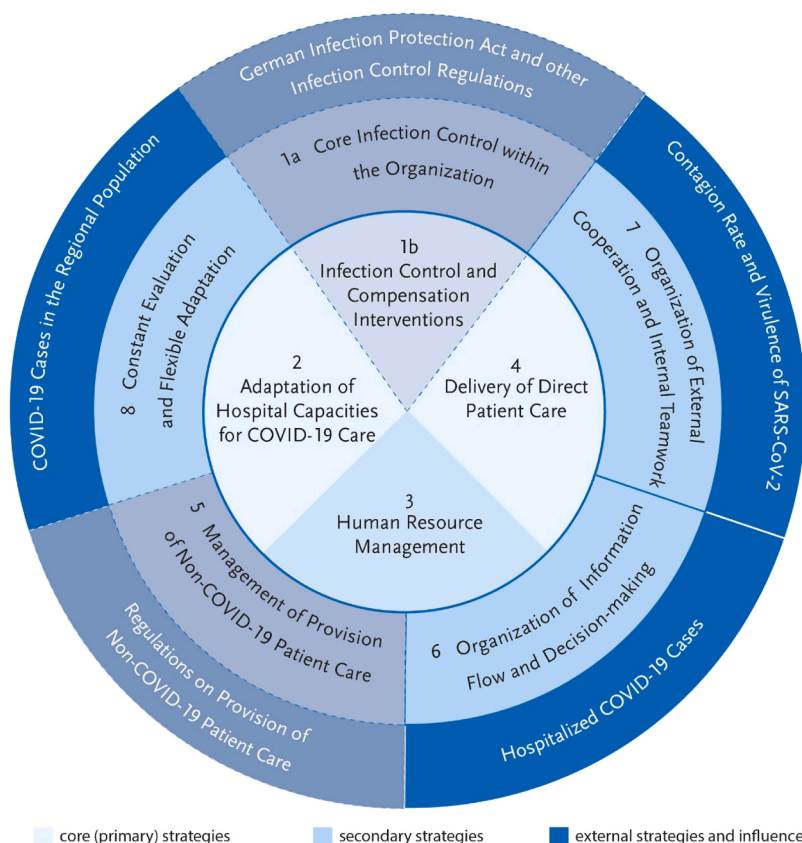 German Infection Protection Act and other
Infection Control Regulations
1a Core Infection Control within
the Organization
1b
Infection Control and
Compensation
Interventions
COVID-19 Cases in the Regional Population
Contagion Rate and Virulence of SARS-CoV-2
8 Constant Evaluation
and Flexible Adaptation
7 Organization of External
Cooperation and Internal Teamwork
2
Adaptation of
Hospital Capacities
for COVID-19 Care
4
Delivery of Direct
Patient Care
3
Human Resource
Management
5 Management of Provision
of Non-COVID-19 Patient Care
6 Organization of Information
Flow and Decision-making
Regulations on Provision of
Non-COVID-19 Patient Care
Hospitalized COVID-19 Cases
core (primary) strategies
secondary strategies
external strategies and influence